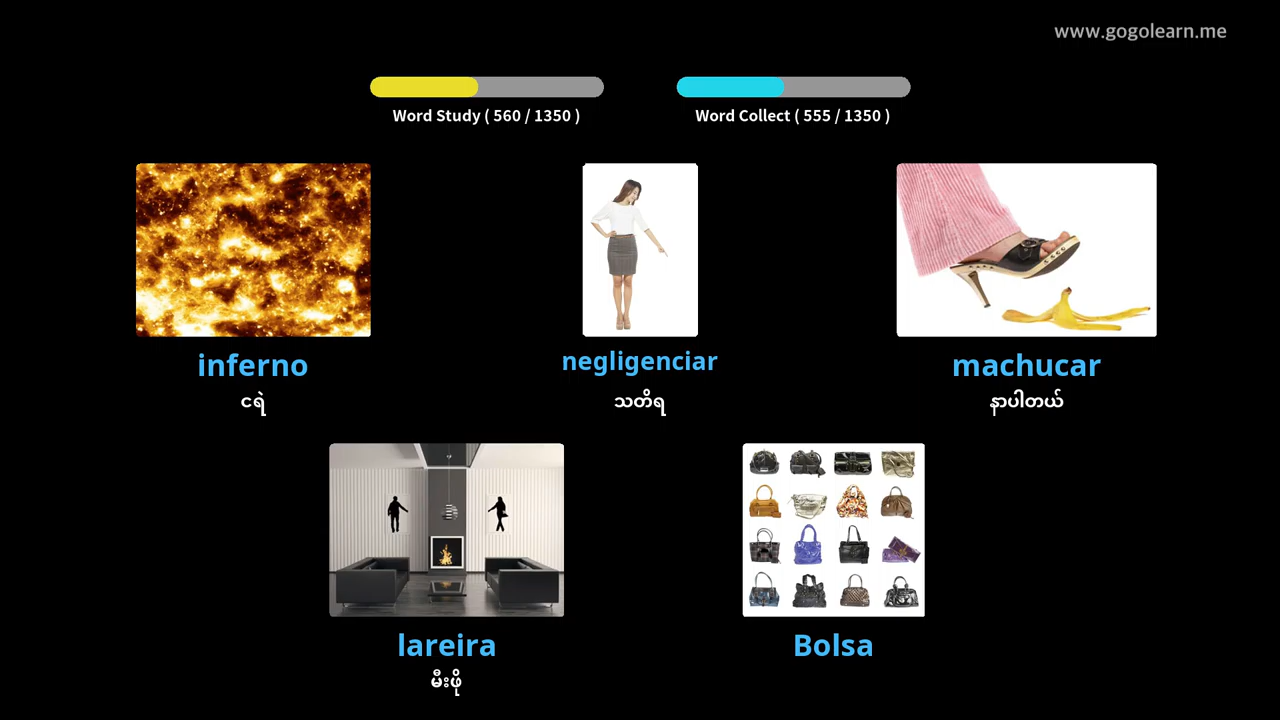 www.gogolearn.me
Word Study ( 560 / 1350 )
Word Collect ( 555 / 1350 )
inferno
ငရဲ
negligenciar
သတိရ
machucar
နာပါတယ်
lareira
မီးဖို
Bolsa